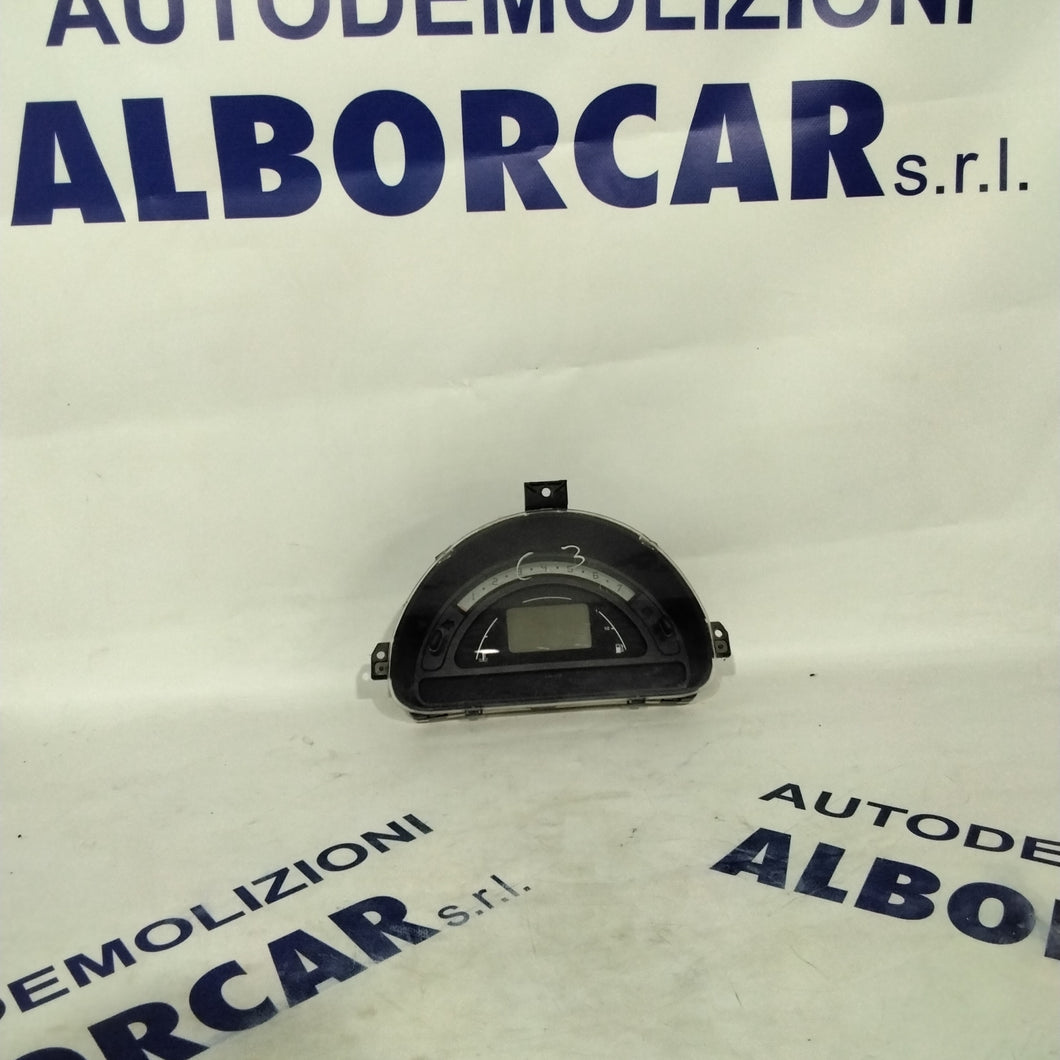 AUTODEMOLIZIONI
ALBORCAR s.r.l.
C3
1 · 2 · 3 · 4 · 5 · 6 · 7
DEMOLIZIONI
ORCAR s.r.l.
AUTODE
ALBO